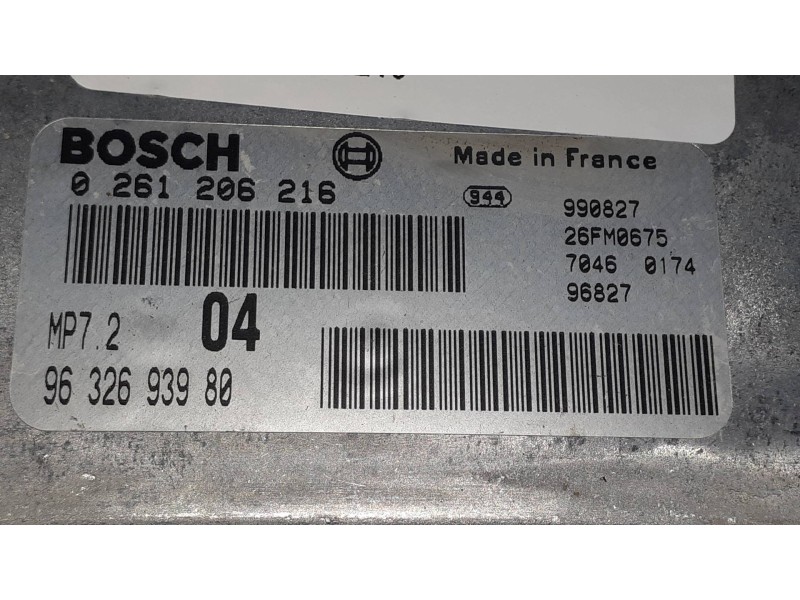 BOSCH Made in France
0 261 206 216 944 990827
26FM0675
7046 0174
96827
MP7.2 04
96 326 939 80